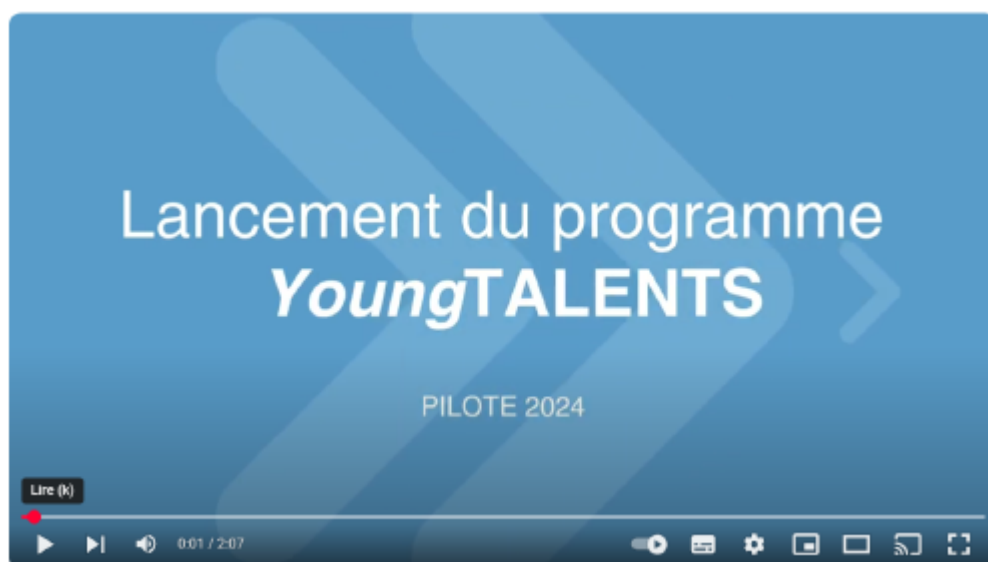 Lancement du programme
YoungTALENTS
PILOTE 2024
Lire (k)
0:01 / 2:07